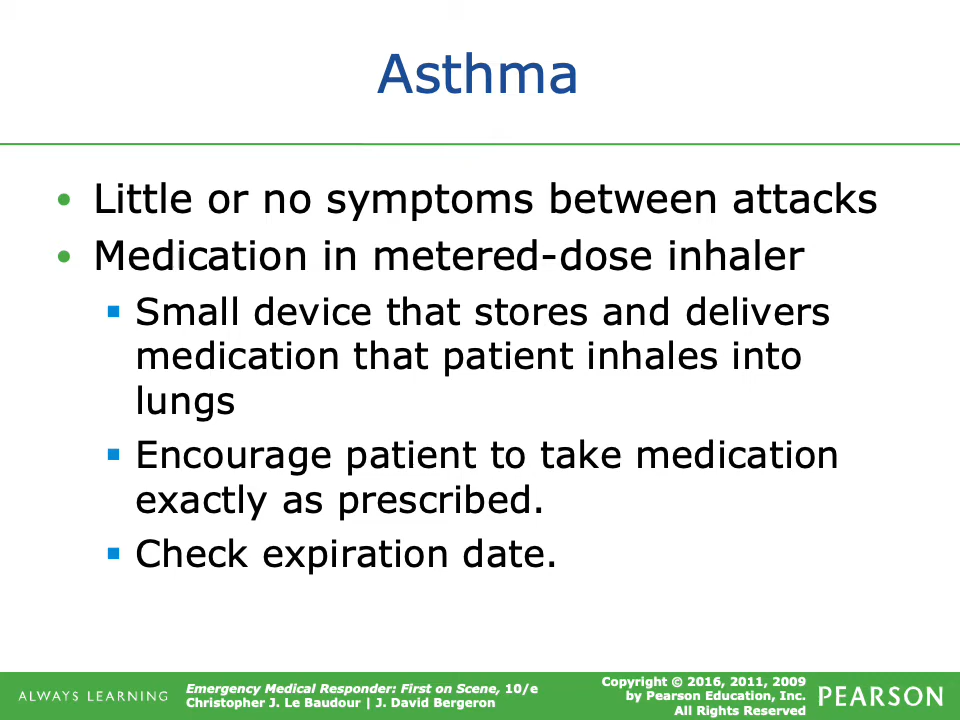 Asthma
• Little or no symptoms between attacks
• Medication in metered-dose inhaler
▪ Small device that stores and delivers
medication that patient inhales into
lungs
▪ Encourage patient to take medication
exactly as prescribed.
▪ Check expiration date.
ALWAYS LEARNING
Emergency Medical Responder: First on Scene, 10/e
Christopher J. Le Baudour | J. David Bergeron
Copyright © 2016, 2011, 2009
by Pearson Education, Inc.
All Rights Reserved
PEARSON